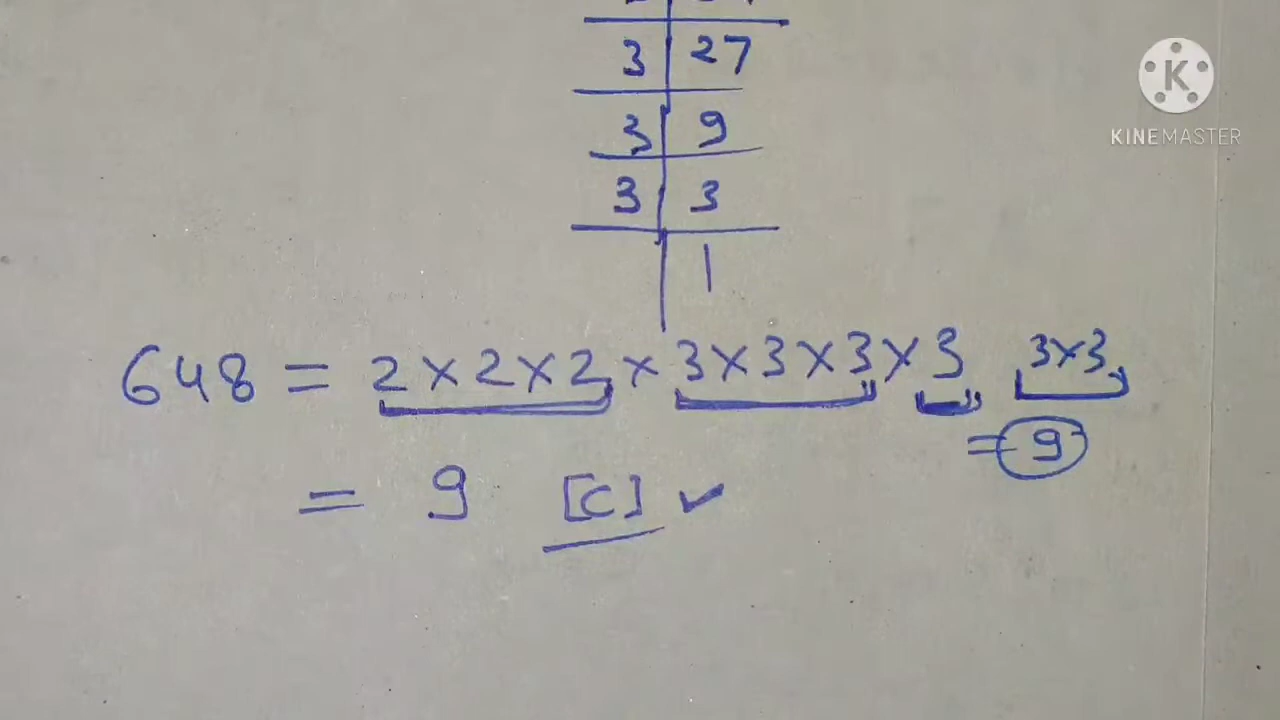 3 27
3 9
3 3
1
K
KINEMASTER
648 = 2×2×2×3×3×3×3 3×3
= 9
= 9 [C] ✓